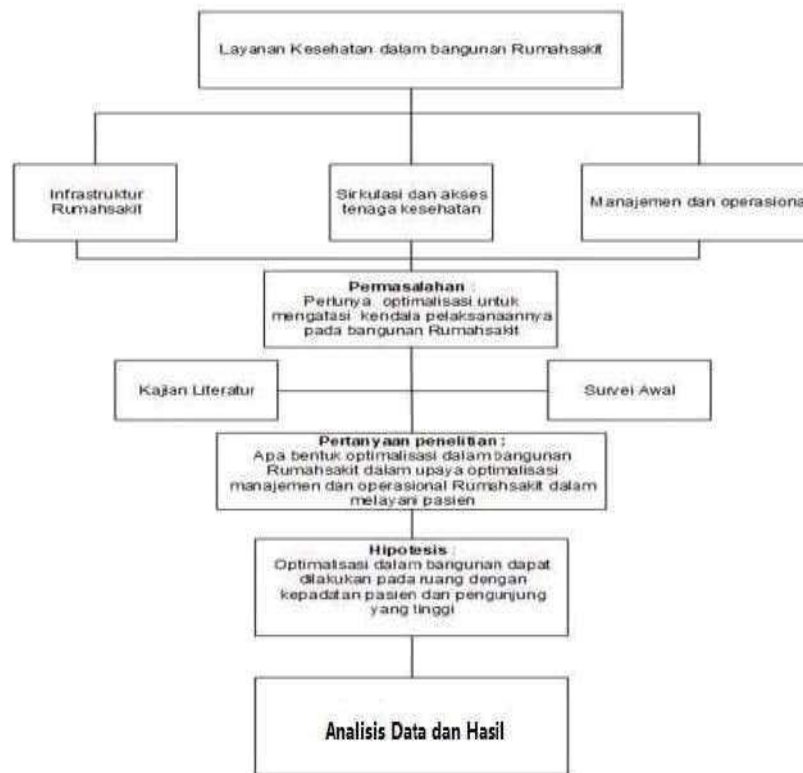 Layanan Kesehatan dalam bangunan Rumahsakit
Infrastruktur
Rumahsakit
Sirkulasi dan akses
tenaga kesehatan
Manajemen dan operasional
Permasalahan :
Perlunya optimalisasi untuk
mengatasi kendala pelaksanaannya
pada bangunan Rumahsakit
Kajian Literatur
Survei Awal
Pertanyaan penelitian :
Apa bentuk optimalisasi dalam bangunan
Rumahsakit dalam upaya optimalisasi
manajemen dan operasional Rumahsakit dalam
melayani pasien
Hipotesis :
Optimalisasi dalam bangunan dapat
dilakukan pada ruang dengan
kepadatan pasien dan pengunjung
yang tinggi
Analisis Data dan Hasil